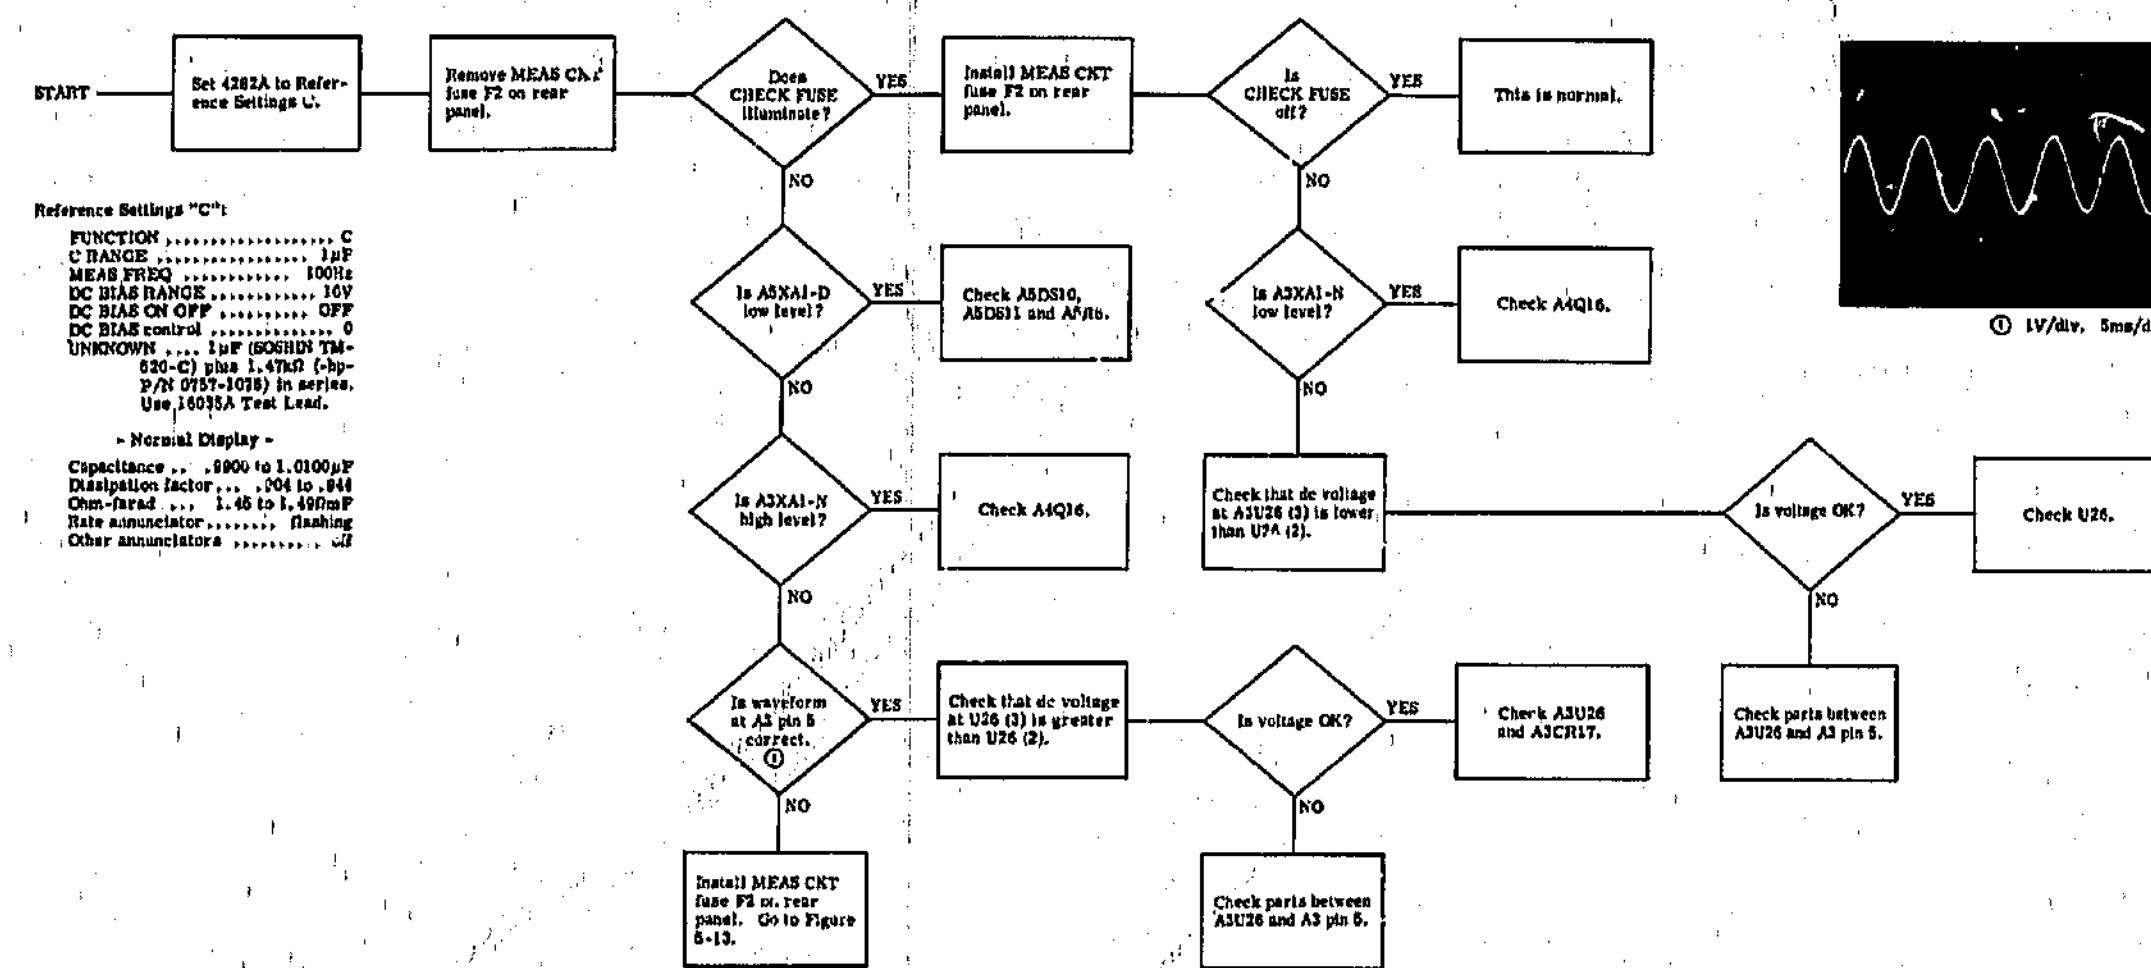 START
Set 4282A to Refer-
ence Settings C.
Remove MEAS CKT
fuse F2 on rear
panel.
Does
CHECK FUSE
illuminate?
YES
NO
Install MEAS CKT
fuse F2 on rear
panel.
Is
CHECK FUSE
off?
YES
NO
This is normal.
Reference Settings "C":
FUNCTION .................... C
C RANGE ................. 1µF
MEAS FREQ ............ 100Hz
DC BIAS RANGE ............ 10V
DC BIAS ON OFF .......... OFF
DC BIAS control .............. 0
UNKNOWN .... 1µF (SOSHIN TM-
520-C) plus 1.47kΩ (-hp-
P/N 0757-1078) in series.
Use 16035A Test Lead.
- Normal Display -
Capacitance .. .9900 to 1.0100µF
Dissipation factor ... .904 to .944
Ohm-farad ... 1.45 to 1.490mF
Rate annunciator ........ flashing
Other annunciators .......... off
Is A5XA1-D
low level?
YES
NO
Check A5DS10,
A5DS11 and
Is A3XA1-N
low level?
YES
NO
Check A4Q16.
① 1V/div, 5ms/d
Is A3XA1-N
high level?
YES
NO
Check A4Q16.
Check that dc voltage
at A3U26 (3) is lower
than U26 (2).
Is voltage OK?
YES
NO
Check U26.
Is waveform
at A3 pin 5
correct.
①
YES
NO
Check that dc voltage
at U26 (3) is greater
than U26 (2).
Is voltage OK?
YES
NO
Check A3U26
and A3CR17.
Check parts between
A3U26 and A3 pin 5.
Install MEAS CKT
fuse F2 on rear
panel. Go to Figure
5-13.
Check parts between
A3U26 and A3 pin 5.